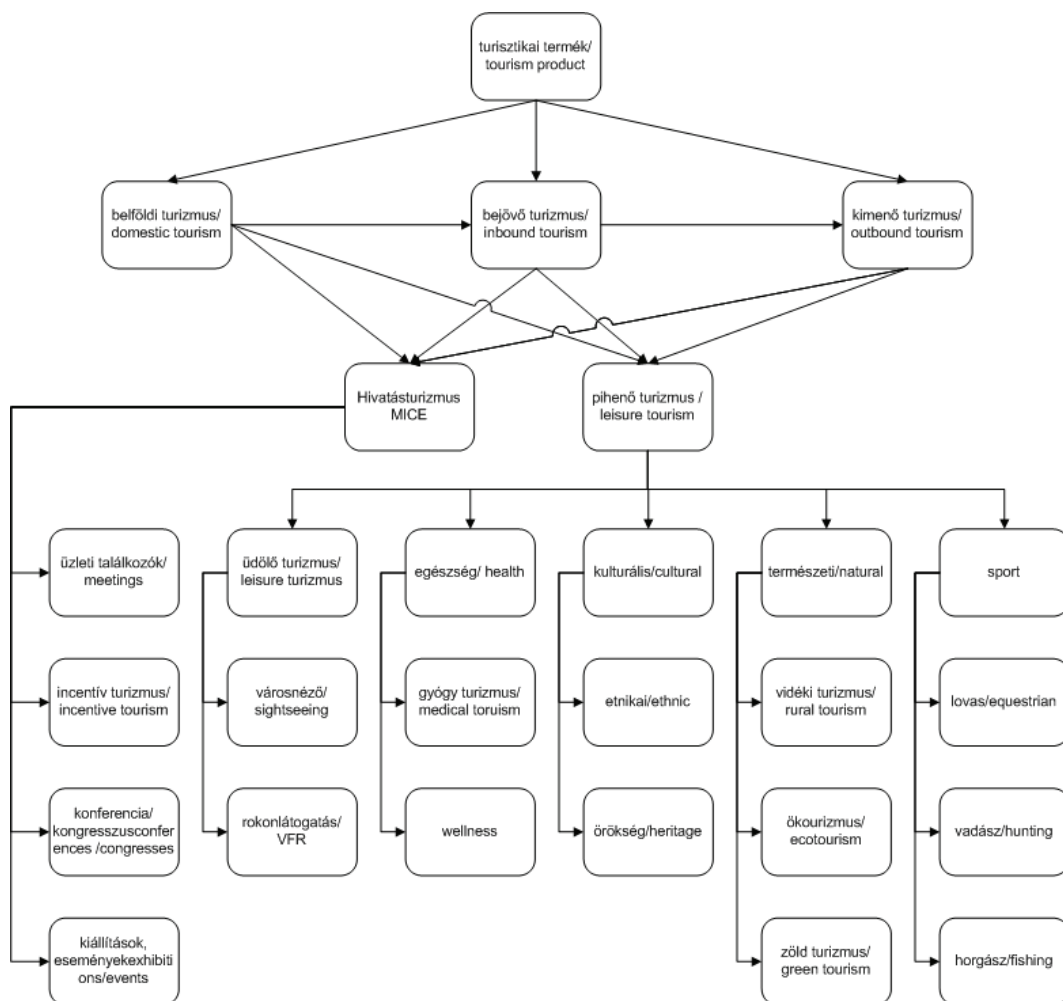 turisztikai termék/
tourism product
belföldi turizmus/
domestic tourism
bejövő turizmus/
inbound tourism
kimenő turizmus/
outbound tourism
Hivatásturizmus
MICE
pihenő turizmus /
leisure tourism
üzleti találkozók/
meetings
üdölő turizmus/
leisure turizmus
egészség/ health
kulturális/cultural
természeti/natural
sport
incentív turizmus/
incentive tourism
városnéző/
sightseeing
gyógy turizmus/
medical toruism
etnikai/ethnic
vidéki turizmus/
rural tourism
lovas/equestrian
konferencia/
kongresszusconfer
ences /congresses
rokonlátogatás/
VFR
wellness
örökség/heritage
ökourizmus/
ecotourism
vadász/hunting
kiállítások,
eseményekexhibiti
ons/events
zöld turizmus/
green tourism
horgász/fishing